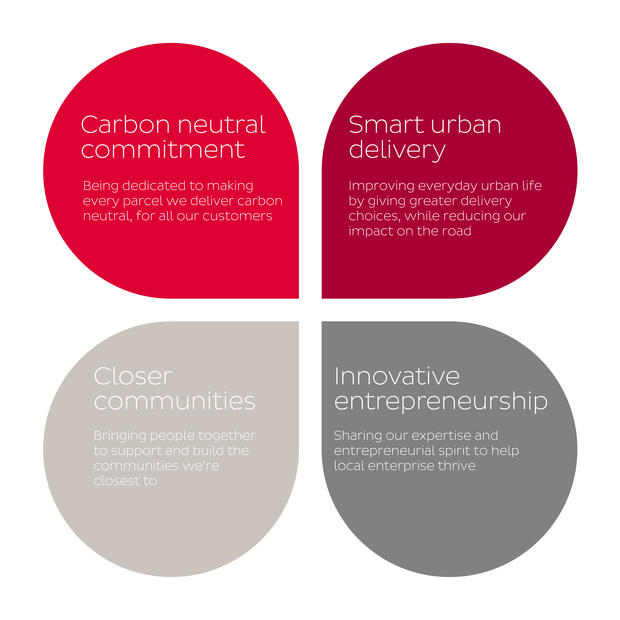 Carbon neutral
commitment
Being dedicated to making
every parcel we deliver carbon
neutral, for all our customers
Smart urban
delivery
Improving everyday urban life
by giving greater delivery
choices, while reducing our
impact on the road
Closer
communities
Bringing people together
to support and build the
communities we're
closest to
Innovative
entrepreneurship
Sharing our expertise and
entrepreneurial spirit to help
local enterprise thrive